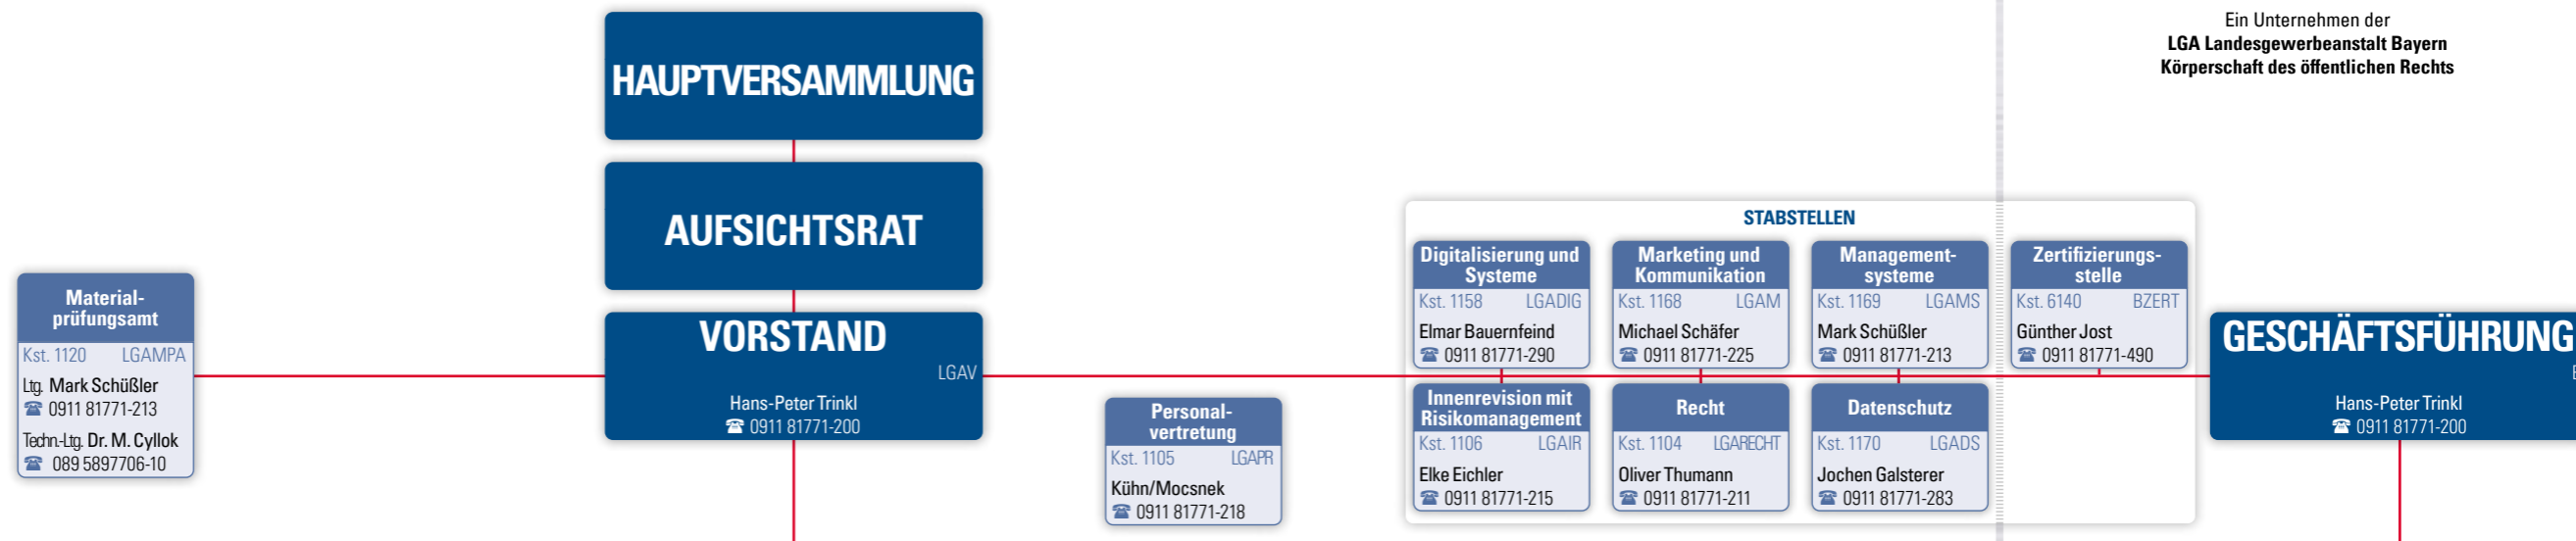 HAUPTVERSAMMLUNG
AUFSICHTSRAT
VORSTAND
LGAV
Hans-Peter Trinkl
☎ 0911 81771-200
Material-
prüfungsamt
Kst. 1120 LGAMPA
Ltg. Mark Schüßler
☎ 0911 81771-213
Techn.-Ltg. Dr. M. Cyllok
☎ 089 5897706-10
Personal-
vertretung
Kst. 1105 LGAPR
Kühn/Mocsnek
☎ 0911 81771-218
STABSTELLEN
Digitalisierung und
Systeme
Kst. 1158 LGADIG
Elmar Bauernfeind
☎ 0911 81771-290
Marketing und
Kommunikation
Kst. 1168 LGAM
Michael Schäfer
☎ 0911 81771-225
Management-
systeme
Kst. 1169 LGAMS
Mark Schüßler
☎ 0911 81771-213
Zertifizierungs-
stelle
Kst. 6140 BZERT
Günther Jost
☎ 0911 81771-490
Innenrevision mit
Risikomanagement
Kst. 1106 LGAIR
Elke Eichler
☎ 0911 81771-215
Recht
Kst. 1104 LGARECHT
Oliver Thumann
☎ 0911 81771-211
Datenschutz
Kst. 1170 LGADS
Jochen Galsterer
☎ 0911 81771-283
Ein Unternehmen der
LGA Landesgewerbeanstalt Bayern
Körperschaft des öffentlichen Rechts
GESCHÄFTSFÜHRUNG
Hans-Peter Trinkl
☎ 0911 81771-200